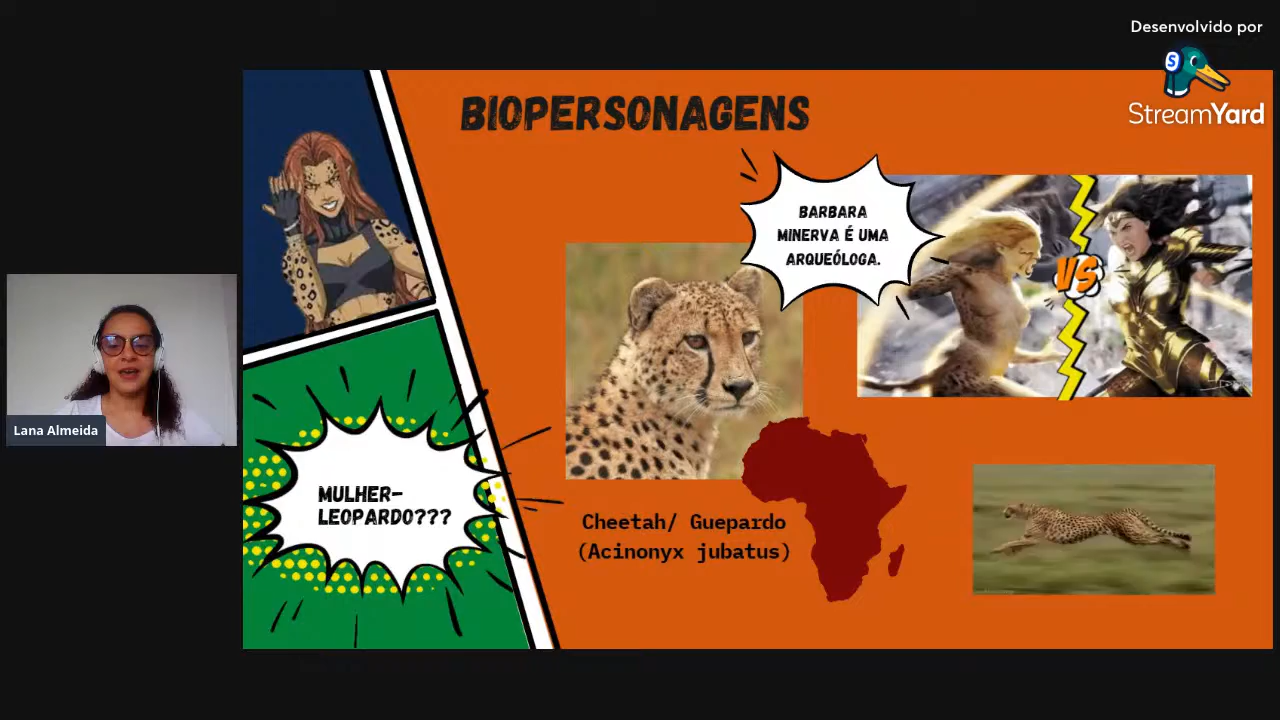 Desenvolvido por
StreamYard
BIOPERSONAGENS
BARBARA
MINERVA É UMA
ARQUEÓLOGA.
VS
Lana Almeida
MULHER-
LEOPARDO???
Cheetah/ Guepardo
(Acinonyx jubatus)